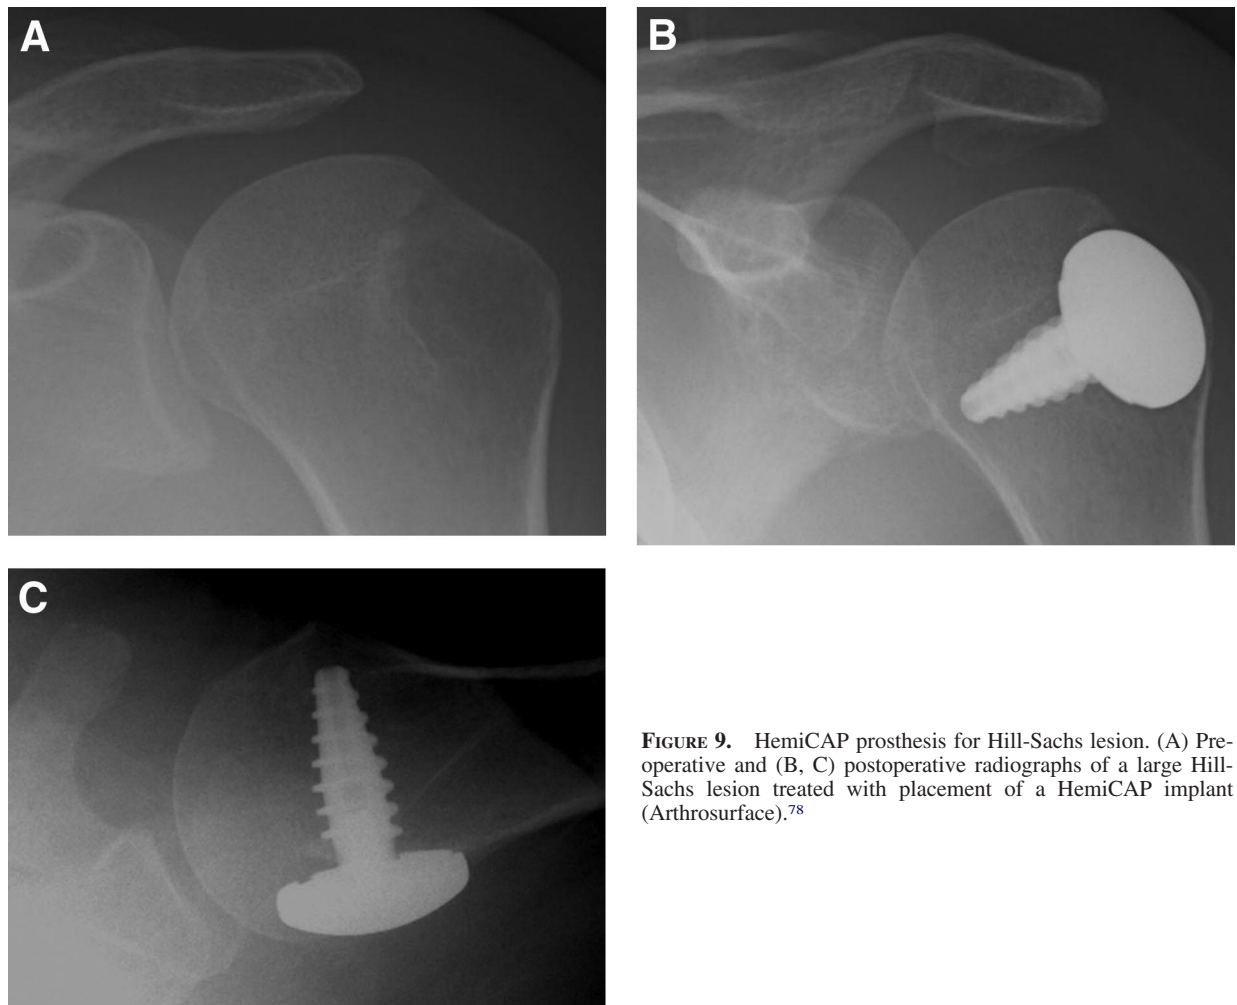 A
B
C
FIGURE 9. HemiCAP prosthesis for Hill-Sachs lesion. (A) Pre-
operative and (B, C) postoperative radiographs of a large Hill-
Sachs lesion treated with placement of a HemiCAP implant
(Arthrosurface).78